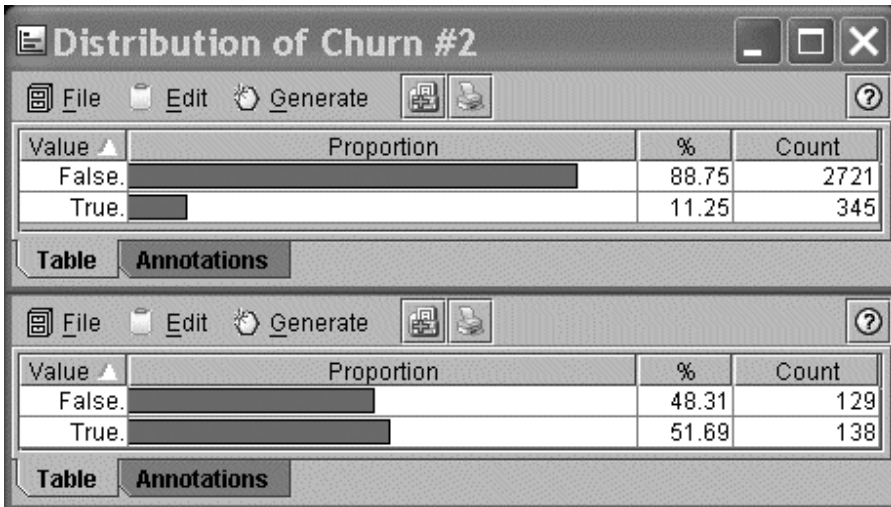 Distribution of Churn #2
File Edit Generate ?
Value Proportion % Count
False. 88.75 2721
True. 11.25 345
Table Annotations
File Edit Generate ?
Value Proportion % Count
False. 48.31 129
True. 51.69 138
Table Annotations